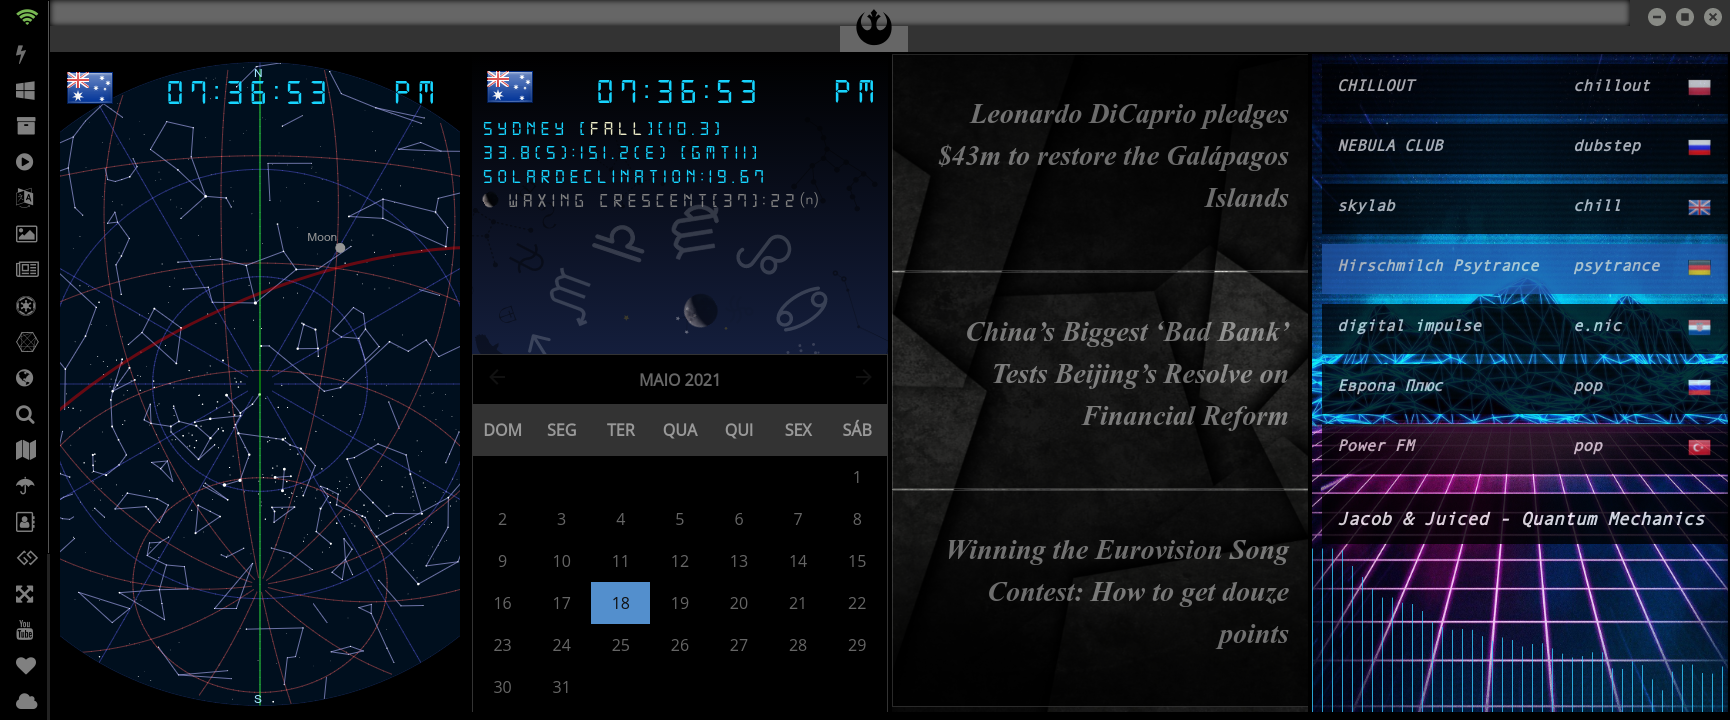 N
07:36:53 PM
Moon
S
07:36:53 PM
SYDNEY [FALL][10.3]
33.8(S):151.2(E) [GMT11]
SOLARDECLINATION:19.67
WAXING CRESCENT[37]:22(n)
MAIO 2021
DOM SEG TER QUA QUI SEX SÁB
1
2 3 4 5 6 7 8
9 10 11 12 13 14 15
16 17 18 19 20 21 22
23 24 25 26 27 28 29
30 31
Leonardo DiCaprio pledges
$43m to restore the Galápagos
Islands
China’s Biggest ‘Bad Bank’
Tests Beijing’s Resolve on
Financial Reform
Winning the Eurovision Song
Contest: How to get douze
points
CHILLOUT chillout
NEBULA CLUB dubstep
skylab chill
Hirschmilch Psytrance psytrance
digital impulse e.nic
Европа Плюс pop
Power FM pop
Jacob & Juiced - Quantum Mechanics
You
Tube